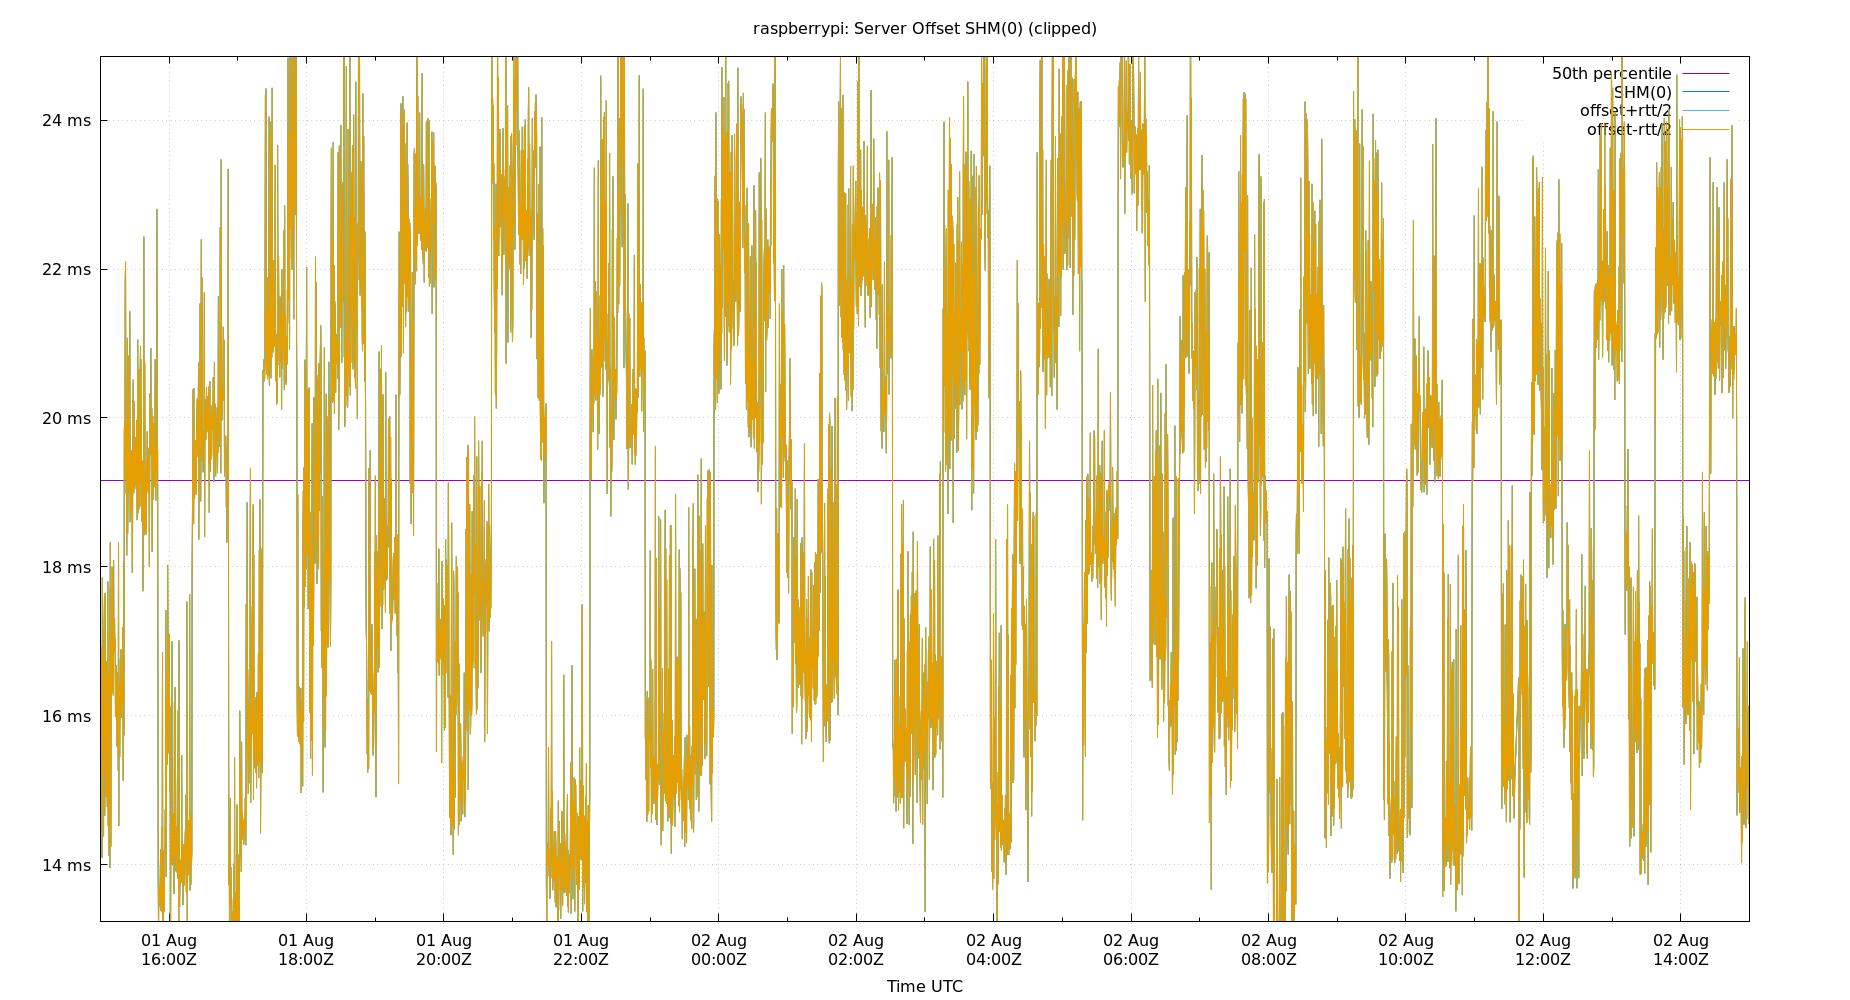 raspberrypi: Server Offset SHM(0) (clipped)
50th percentile
SHM(0)
offset+rtt/2
offset-rtt/2
24 ms
22 ms
20 ms
18 ms
16 ms
14 ms
01 Aug 01 Aug 01 Aug 01 Aug 02 Aug 02 Aug 02 Aug 02 Aug 02 Aug 02 Aug 02 Aug 02 Aug
16:00Z 18:00Z 20:00Z 22:00Z 00:00Z 02:00Z 04:00Z 06:00Z 08:00Z 10:00Z 12:00Z 14:00Z
Time UTC